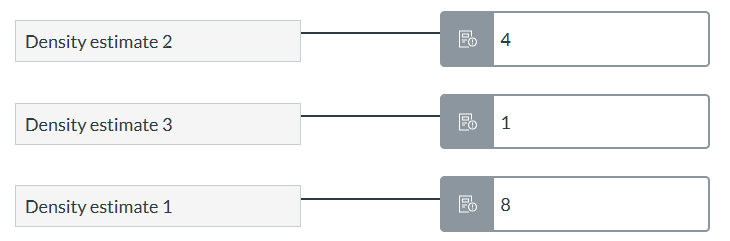 Density estimate 2 4
Density estimate 3 1
Density estimate 1 8